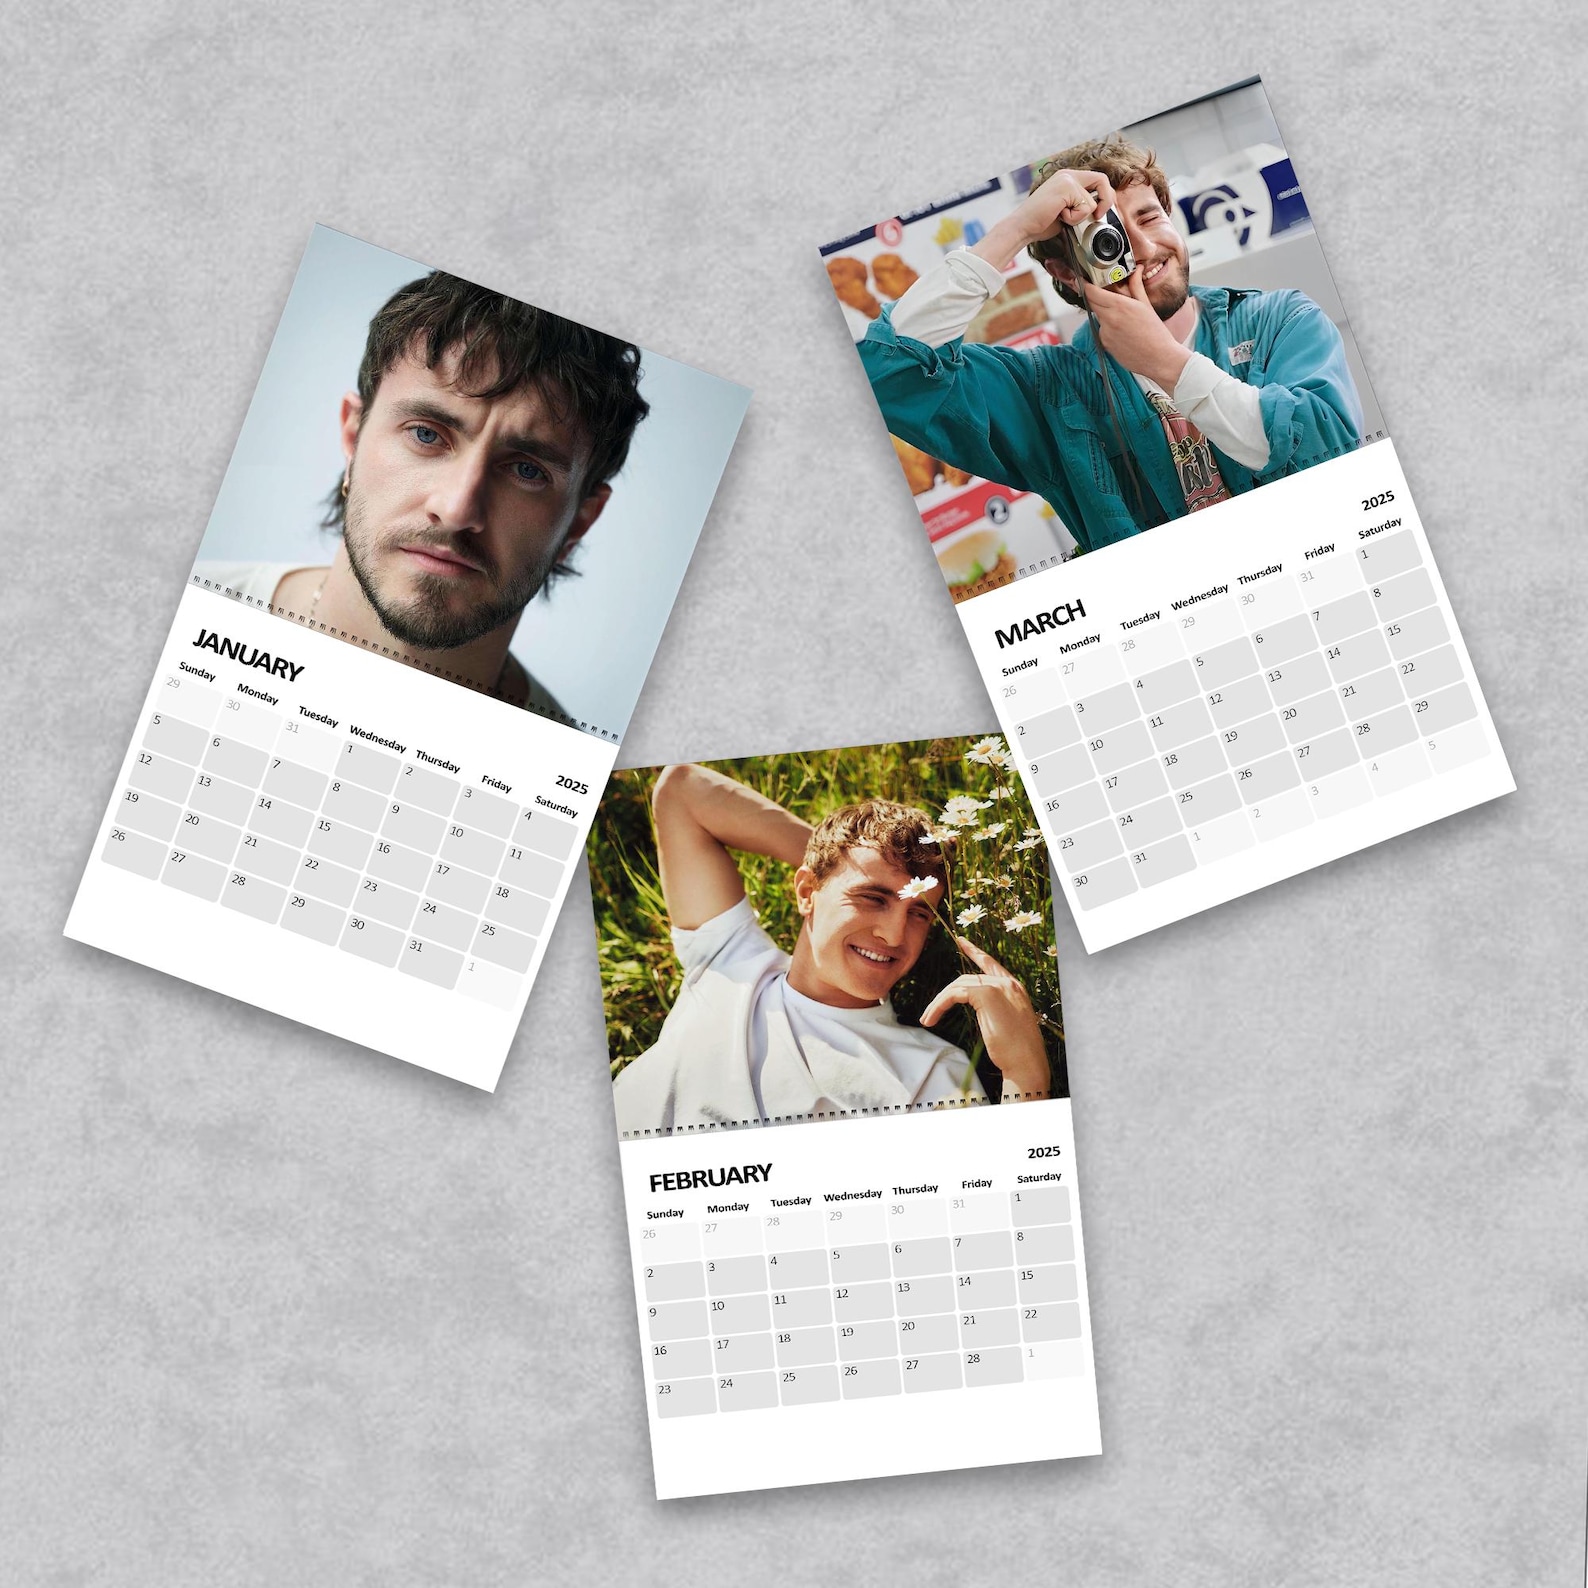 JANUARY
2025
Sunday Monday Tuesday Wednesday Thursday Friday Saturday
29 30 31 1 2 3 4
5 6 7 8 9 10 11
12 13 14 15 16 17 18
19 20 21 22 23 24 25
26 27 28 29 30 31 1
MARCH
2025
Sunday Monday Tuesday Wednesday Thursday Friday Saturday
26 27 28 29 30 31 1
2 3 4 5 6 7 8
9 10 11 12 13 14 15
16 17 18 19 20 21 22
23 24 25 26 27 28 29
30 31 1 2 3 4 5
FEBRUARY
2025
Sunday Monday Tuesday Wednesday Thursday Friday Saturday
26 27 28 29 30 31 1
2 3 4 5 6 7 8
9 10 11 12 13 14 15
16 17 18 19 20 21 22
23 24 25 26 27 28 1